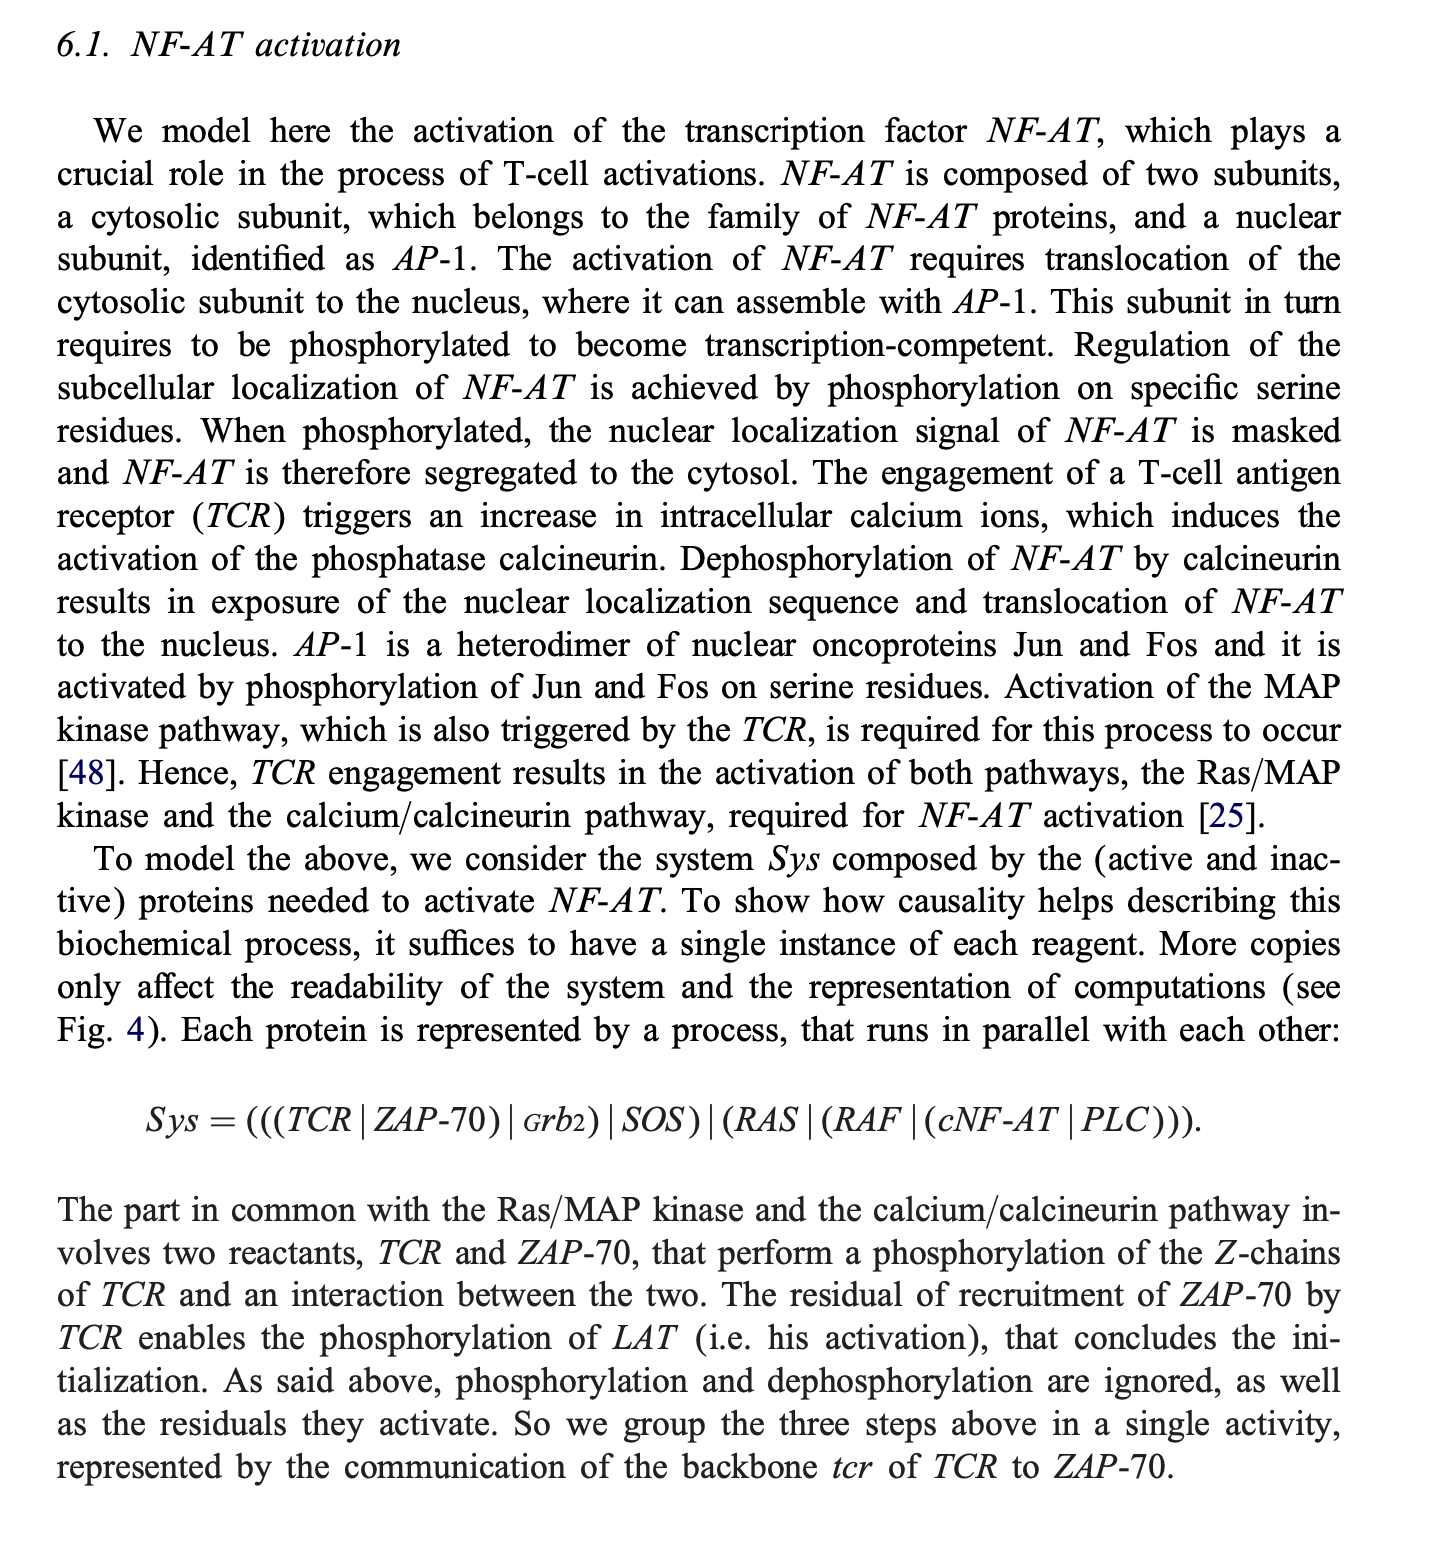 6.1. NF-AT activation
We model here the activation of the transcription factor NF-AT, which plays a
crucial role in the process of T-cell activations. NF-AT is composed of two subunits,
a cytosolic subunit, which belongs to the family of NF-AT proteins, and a nuclear
subunit, identified as AP-1. The activation of NF-AT requires translocation of the
cytosolic subunit to the nucleus, where it can assemble with AP-1. This subunit in turn
requires to be phosphorylated to become transcription-competent. Regulation of the
subcellular localization of NF-AT is achieved by phosphorylation on specific serine
residues. When phosphorylated, the nuclear localization signal of NF-AT is masked
and NF-AT is therefore segregated to the cytosol. The engagement of a T-cell antigen
receptor (TCR) triggers an increase in intracellular calcium ions, which induces the
activation of the phosphatase calcineurin. Dephosphorylation of NF-AT by calcineurin
results in exposure of the nuclear localization sequence and translocation of NF-AT
to the nucleus. AP-1 is a heterodimer of nuclear oncoproteins Jun and Fos and it is
activated by phosphorylation of Jun and Fos on serine residues. Activation of the MAP
kinase pathway, which is also triggered by the TCR, is required for this process to occur
[48]. Hence, TCR engagement results in the activation of both pathways, the Ras/MAP
kinase and the calcium/calcineurin pathway, required for NF-AT activation [25].
To model the above, we consider the system Sys composed by the (active and inac-
tive) proteins needed to activate NF-AT. To show how causality helps describing this
biochemical process, it suffices to have a single instance of each reagent. More copies
only affect the readability of the system and the representation of computations (see
Fig. 4). Each protein is represented by a process, that runs in parallel with each other:
Sys = (((TCR | ZAP-70) | Grb2) | SOS) | (RAS | (RAF | (cNF-AT | PLC))).
The part in common with the Ras/MAP kinase and the calcium/calcineurin pathway in-
volves two reactants, TCR and ZAP-70, that perform a phosphorylation of the Z-chains
of TCR and an interaction between the two. The residual of recruitment of ZAP-70 by
TCR enables the phosphorylation of LAT (i.e. his activation), that concludes the ini-
tialization. As said above, phosphorylation and dephosphorylation are ignored, as well
as the residuals they activate. So we group the three steps above in a single activity,
represented by the communication of the backbone tcr of TCR to ZAP-70.